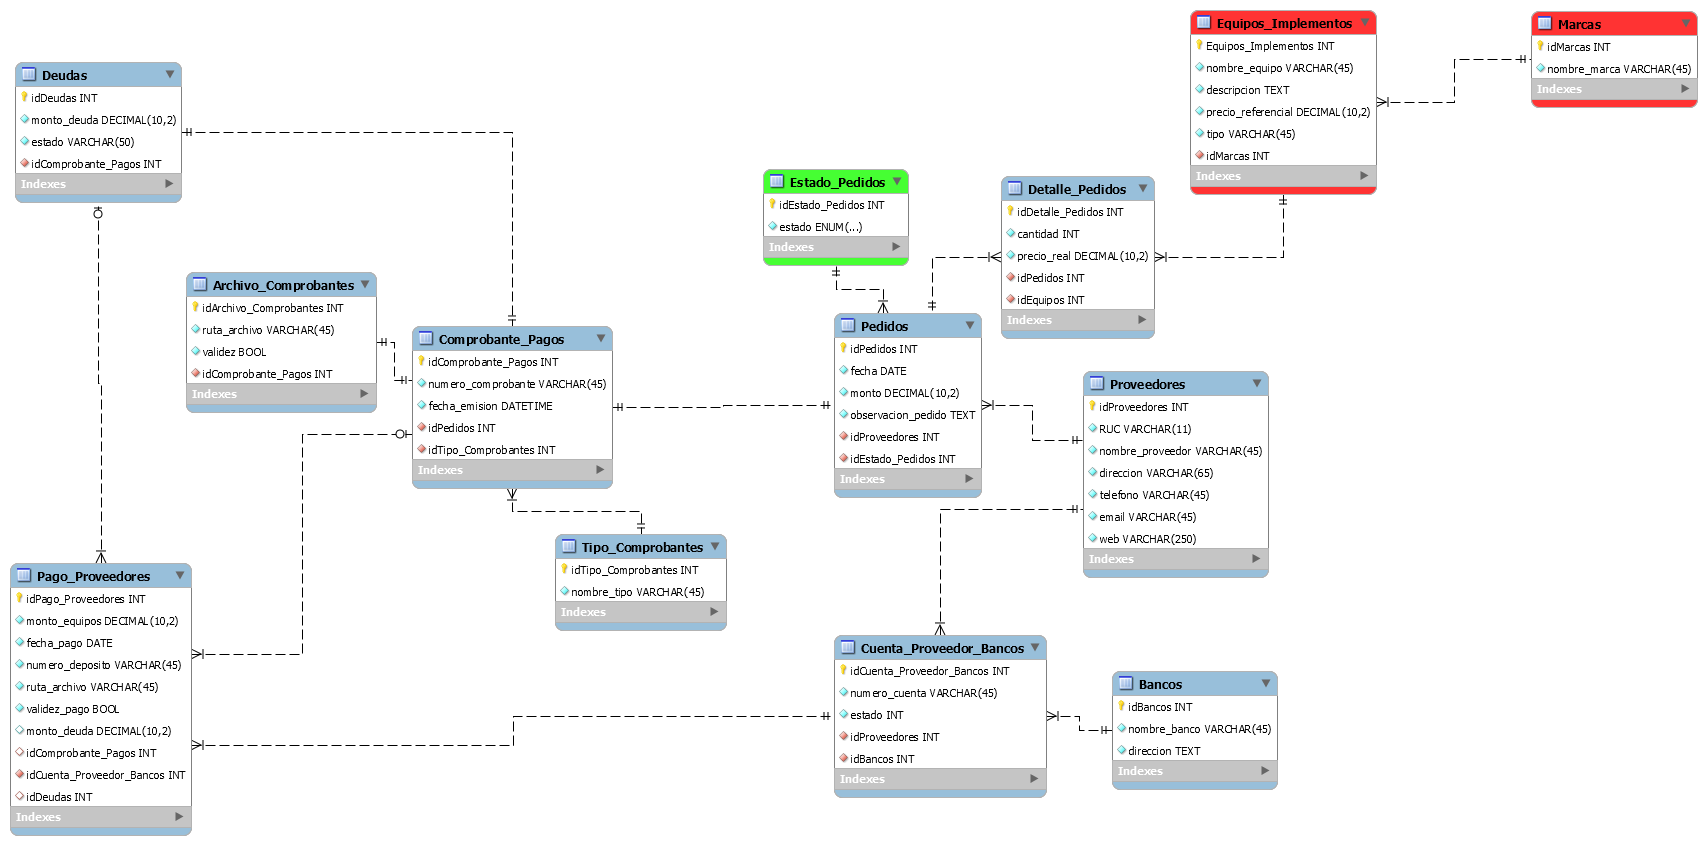 Equipos_Implementos
Equipos_Implementos INT
nombre_equipo VARCHAR(45)
descripcion TEXT
precio_referencial DECIMAL(10,2)
tipo VARCHAR(45)
idMarcas INT
Indexes
Marcas
idMarcas INT
nombre_marca VARCHAR(45)
Indexes
Deudas
idDeudas INT
monto_deuda DECIMAL(10,2)
estado VARCHAR(50)
idComprobante_Pagos INT
Indexes
Estado_Pedidos
idEstado_Pedidos INT
estado ENUM(...)
Indexes
Detalle_Pedidos
idDetalle_Pedidos INT
cantidad INT
precio_real DECIMAL(10,2)
idPedidos INT
idEquipos INT
Indexes
Archivo_Comprobantes
idArchivo_Comprobantes INT
ruta_archivo VARCHAR(45)
validez BOOL
idComprobante_Pagos INT
Indexes
Comprobante_Pagos
idComprobante_Pagos INT
numero_comprobante VARCHAR(45)
fecha_emision DATETIME
idPedidos INT
idTipo_Comprobantes INT
Indexes
Pedidos
idPedidos INT
fecha DATE
monto DECIMAL(10,2)
observacion_pedido TEXT
idProveedores INT
idEstado_Pedidos INT
Indexes
Proveedores
idProveedores INT
RUC VARCHAR(11)
nombre_proveedor VARCHAR(45)
direccion VARCHAR(65)
telefono VARCHAR(45)
email VARCHAR(45)
web VARCHAR(250)
Indexes
Tipo_Comprobantes
idTipo_Comprobantes INT
nombre_tipo VARCHAR(45)
Indexes
Pago_Proveedores
idPago_Proveedores INT
monto_equipos DECIMAL(10,2)
fecha_pago DATE
numero_deposito VARCHAR(45)
ruta_archivo VARCHAR(45)
validez_pago BOOL
monto_deuda DECIMAL(10,2)
idComprobante_Pagos INT
idCuenta_Proveedor_Bancos INT
idDeudas INT
Indexes
Cuenta_Proveedor_Bancos
idCuenta_Proveedor_Bancos INT
numero_cuenta VARCHAR(45)
estado INT
idProveedores INT
idBancos INT
Indexes
Bancos
idBancos INT
nombre_banco VARCHAR(45)
direccion TEXT
Indexes